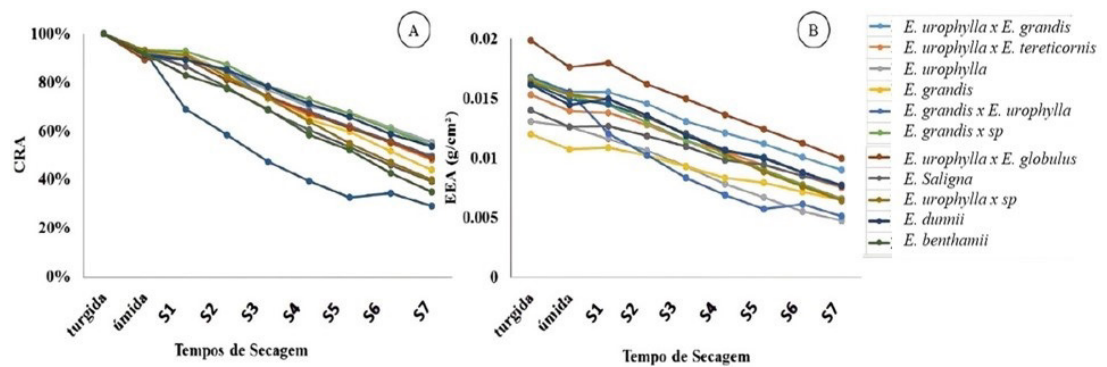 A
CRA
100%
80%
60%
40%
20%
0%
turgida
úmida
S1
S2
S3
S4
S5
S6
S7
Tempos de Secagem
B
EEA (g/cm²)
0.02
0.015
0.01
0.005
0
turgida
úmida
S1
S2
S3
S4
S5
S6
S7
Tempo de Secagem
E. urophylla x E. grandis
E. urophylla x E. tereticornis
E. urophylla
E. grandis
E. grandis x E. urophylla
E. grandis x sp
E. urophylla x E. globulus
E. Saligna
E. urophylla x sp
E. dunnii
E. benthamii